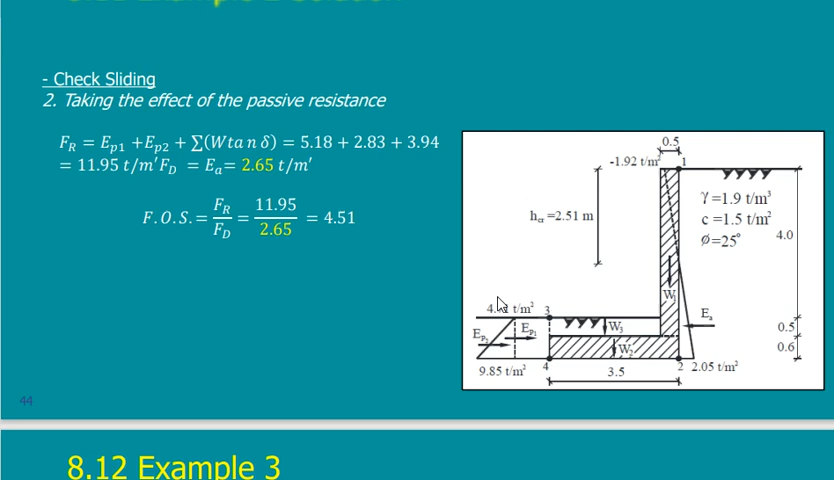 - Check Sliding
2. Taking the effect of the passive resistance
F_R = E_p1 +E_p2 + ∑(Wta n δ) = 5.18 + 2.83 + 3.94
= 11.95 t/m′F_D = E_a= 2.65 t/m′
F.O.S.= F_R/F_D = 11.95/2.65 = 4.51
0.5
-1.92 t/m² 1
γ=1.9 t/m³
h_cr=2.51 m
c =1.5 t/m²
4.0
ø=25°
W₁
t/m² 3
E_a
E_p2 E_p1 W₃
0.5
W₂
0.6
9.85 t/m² 4
3.5
2 2.05 t/m²
44
8.12 Example 3